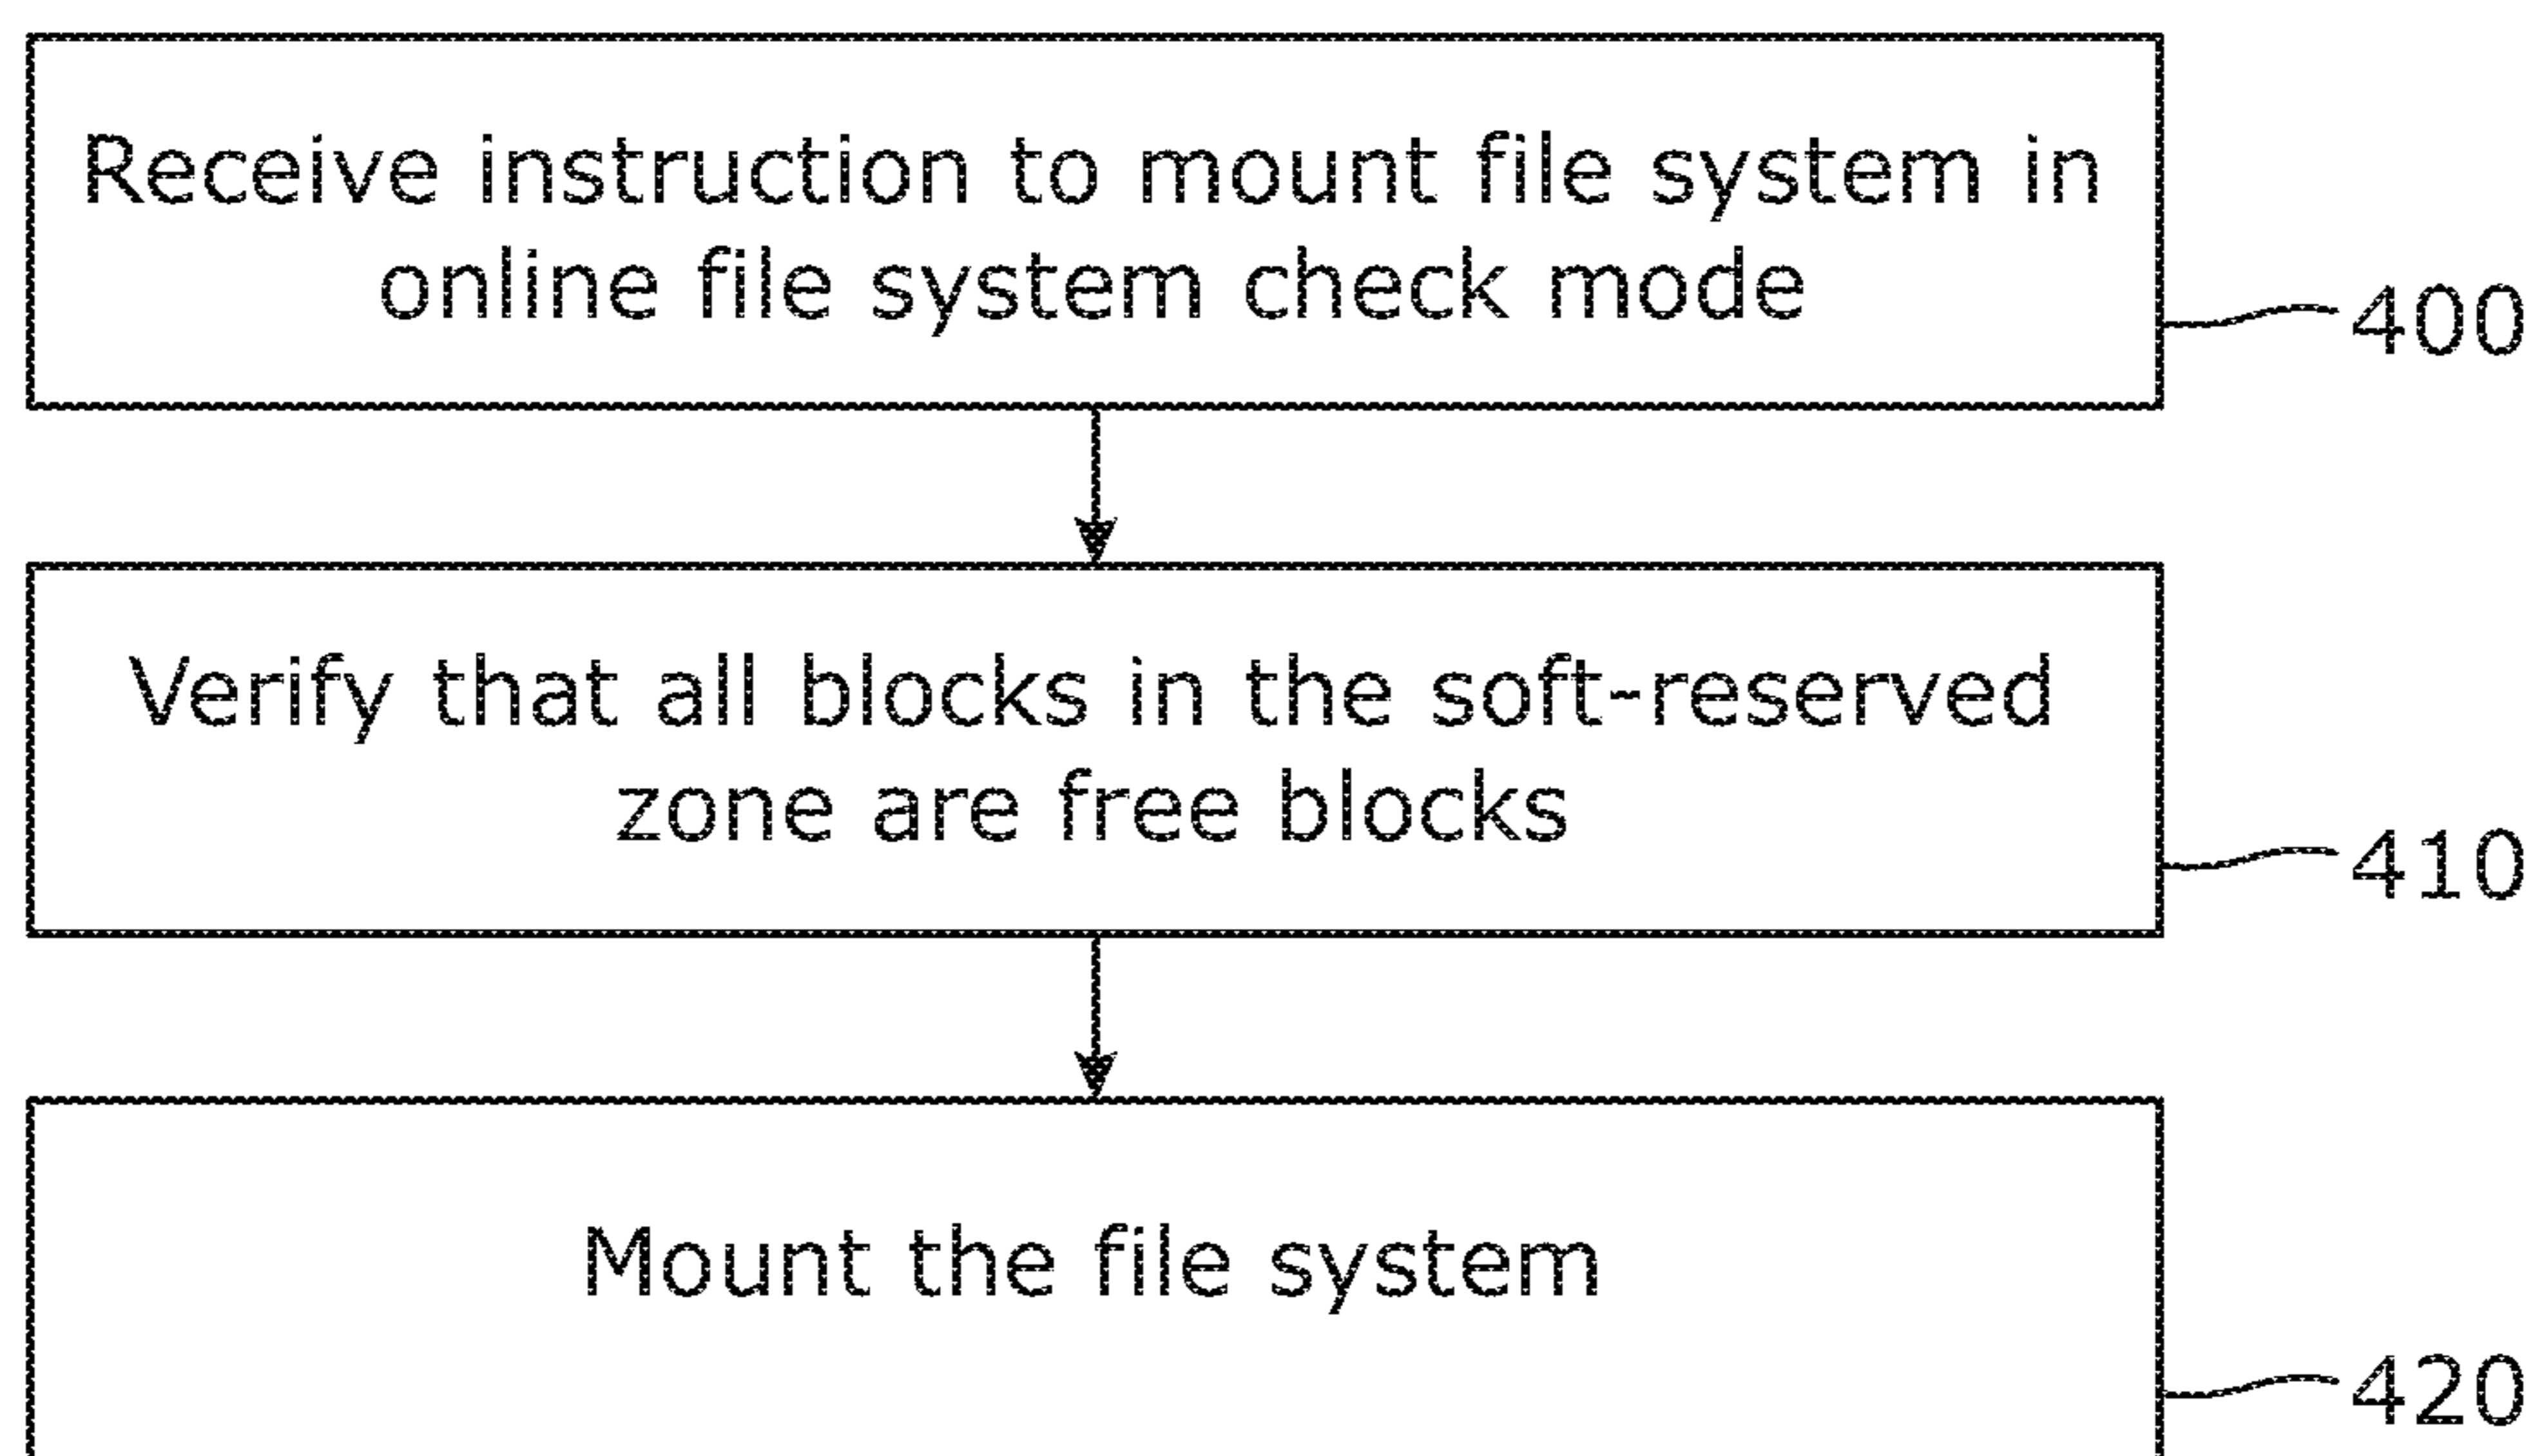 Receive instruction to mount file system in
online file system check mode
400
Verify that all blocks in the soft-reserved
zone are free blocks
410
Mount the file system
420